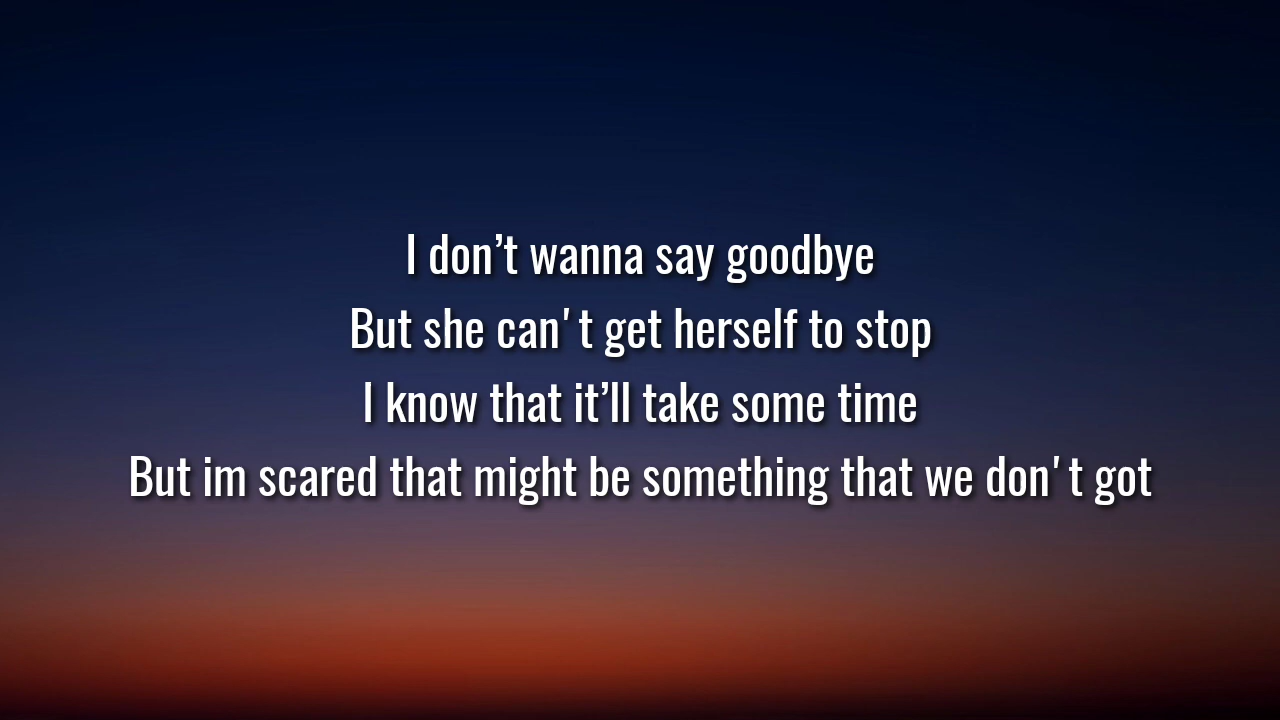 I don’t wanna say goodbye
But she can't get herself to stop
I know that it’ll take some time
But im scared that might be something that we don't got